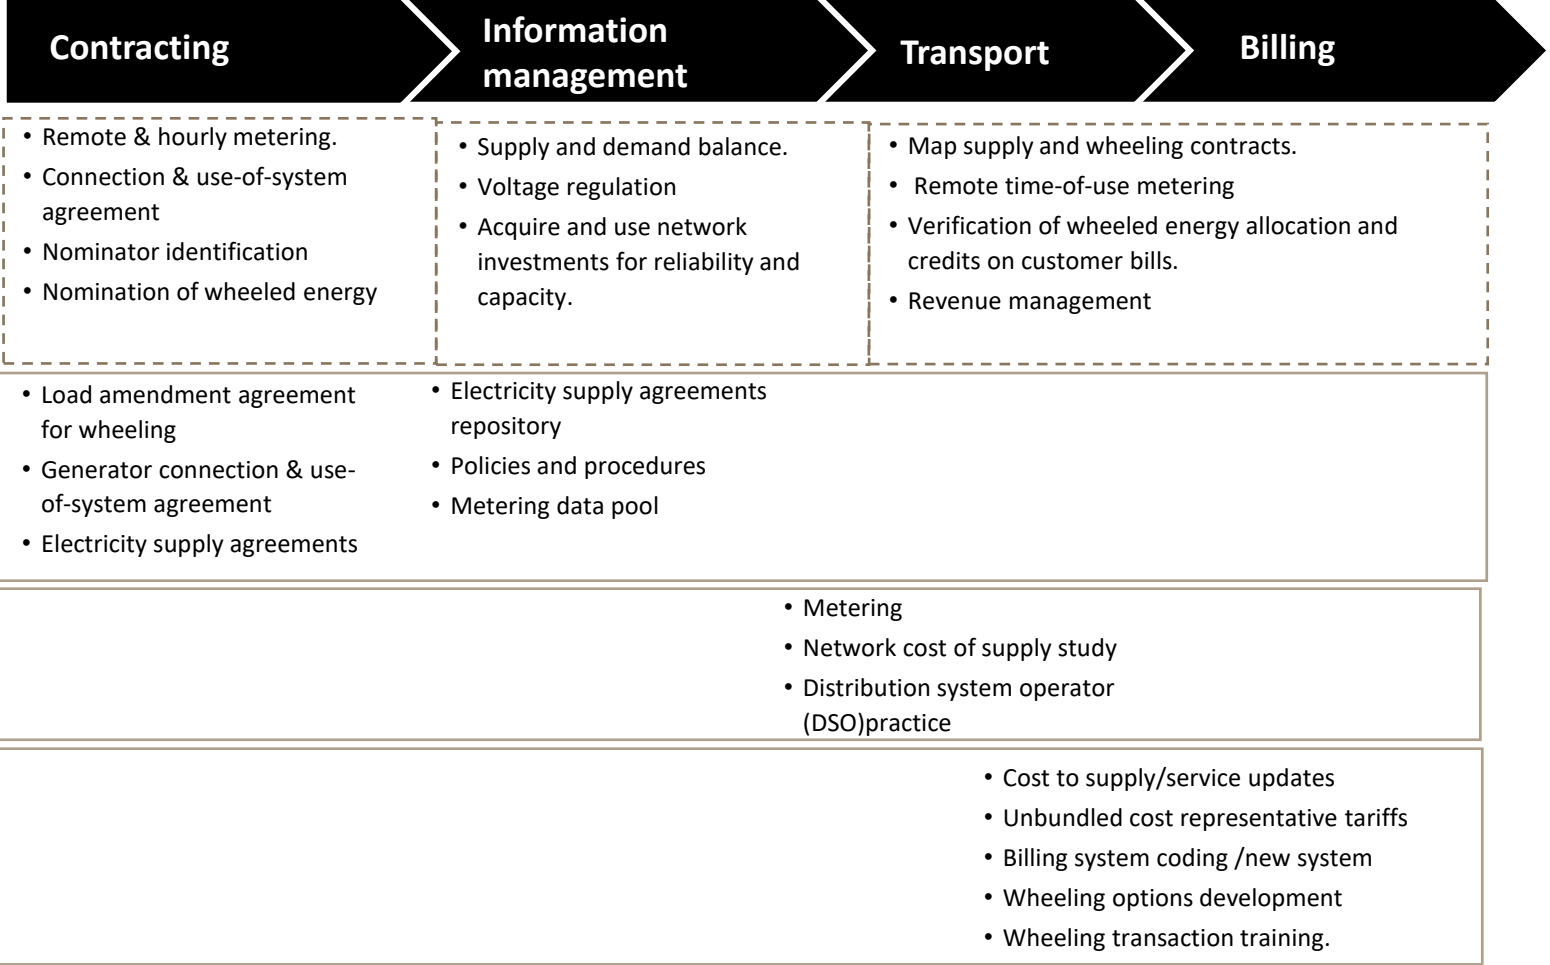 Contracting
Information
management
Transport
Billing
• Remote & hourly metering.
• Connection & use-of-system
agreement
• Nominator identification
• Nomination of wheeled energy
• Supply and demand balance.
• Voltage regulation
• Acquire and use network
investments for reliability and
capacity.
• Map supply and wheeling contracts.
• Remote time-of-use metering
• Verification of wheeled energy allocation and
credits on customer bills.
• Revenue management
• Load amendment agreement
for wheeling
• Generator connection & use-
of-system agreement
• Electricity supply agreements
• Electricity supply agreements
repository
• Policies and procedures
• Metering data pool
• Metering
• Network cost of supply study
• Distribution system operator
(DSO)practice
• Cost to supply/service updates
• Unbundled cost representative tariffs
• Billing system coding /new system
• Wheeling options development
• Wheeling transaction training.